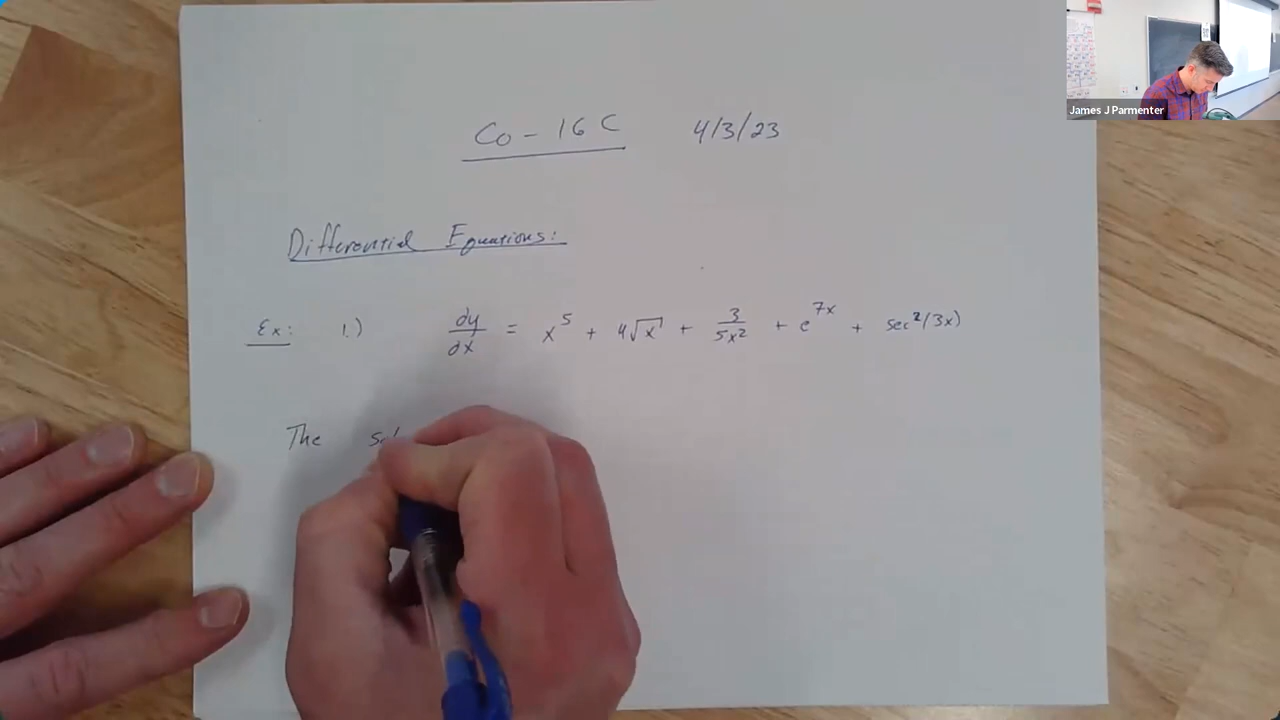 Co - 16 C 4/3/23
Differential Equations:
Ex: 1.) dy/dx = x^5 + 4√x + 3/5x^2 + e^7x + sec^2(3x)
The
James J Parmenter